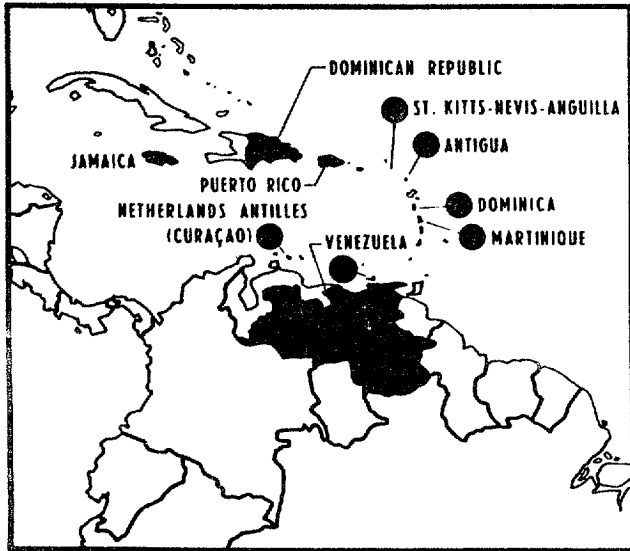 DOMINICAN REPUBLIC
ST. KITTS-NEVIS-ANGUILLA
ANTIGUA
JAMAICA
PUERTO RICO
DOMINICA
NETHERLANDS ANTILLES
(CURAÇAO)
MARTINIQUE
VENEZUELA